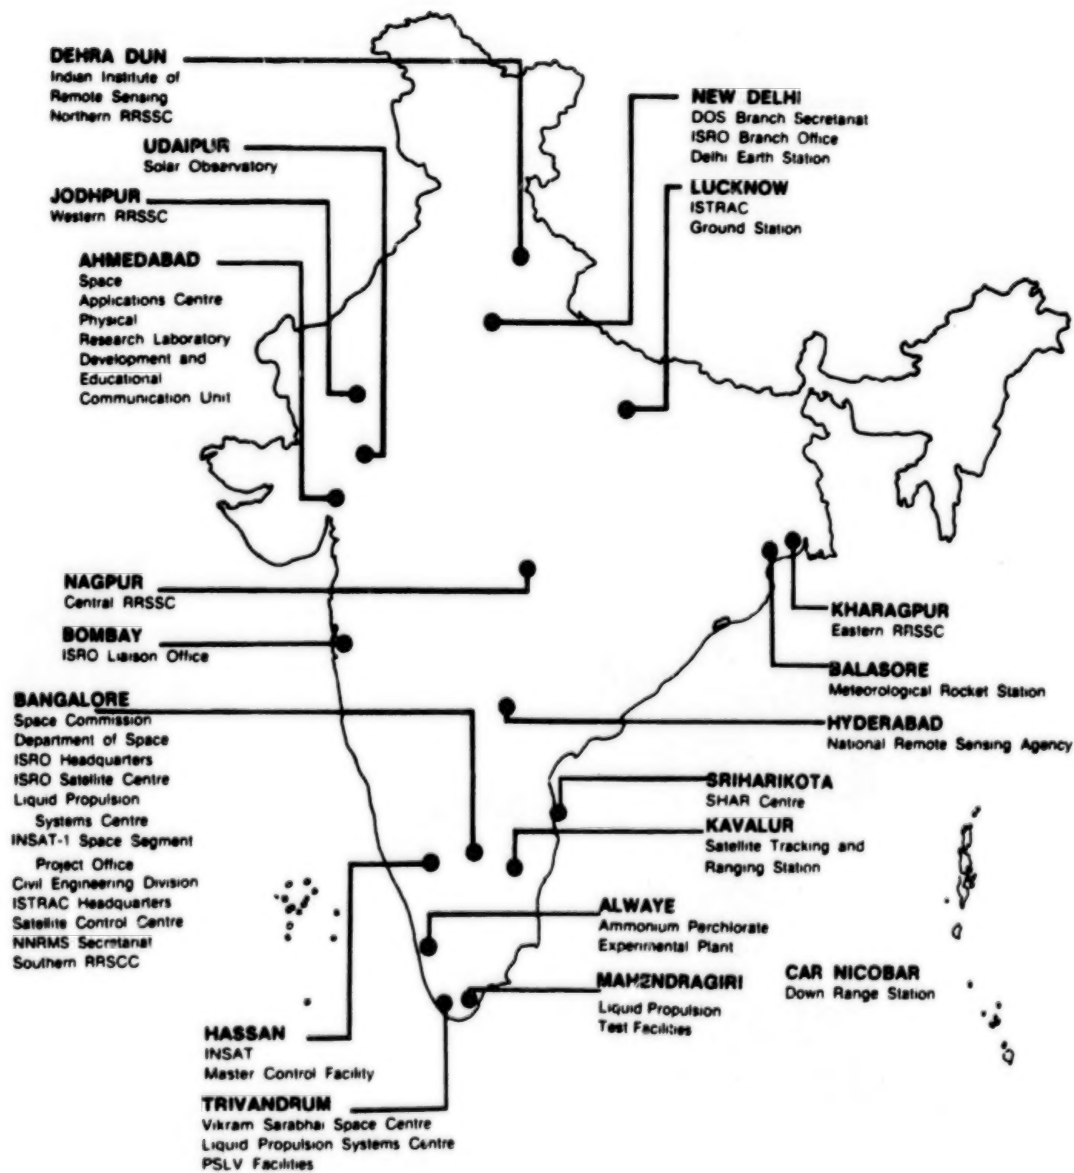 DEHRA DUN
Indian Institute of
Remote Sensing
Northern RRSSC
UDAIPUR
Solar Observatory
JODHPUR
Western RRSSC
AHMEDABAD
Space
Applications Centre
Physical
Research Laboratory
Development and
Educational
Communication Unit
NEW DELHI
DOS Branch Secretariat
ISRO Branch Office
Delhi Earth Station
LUCKNOW
ISTRAC
Ground Station
NAGPUR
Central RRSSC
BOMBAY
ISRO Liaison Office
BANGALORE
Space Commission
Department of Space
ISRO Headquarters
ISRO Satellite Centre
Liquid Propulsion
Systems Centre
INSAT-1 Space Segment
Project Office
Civil Engineering Division
ISTRAC Headquarters
Satellite Control Centre
NNRMS Secretariat
Southern RRSCC
KHARAGPUR
Eastern RRSSC
BALASORE
Meteorological Rocket Station
HYDERABAD
National Remote Sensing Agency
SRIHARIKOTA
SHAR Centre
KAVALUR
Satellite Tracking and
Ranging Station
ALWAYE
Ammonium Perchlorate
Experimental Plant
MAHENDRAGIRI
Liquid Propulsion
Test Facilities
CAR NICOBAR
Down Range Station
HASSAN
INSAT
Master Control Facility
TRIVANDRUM
Vikram Sarabhai Space Centre
Liquid Propulsion Systems Centre
PSLV Facilities